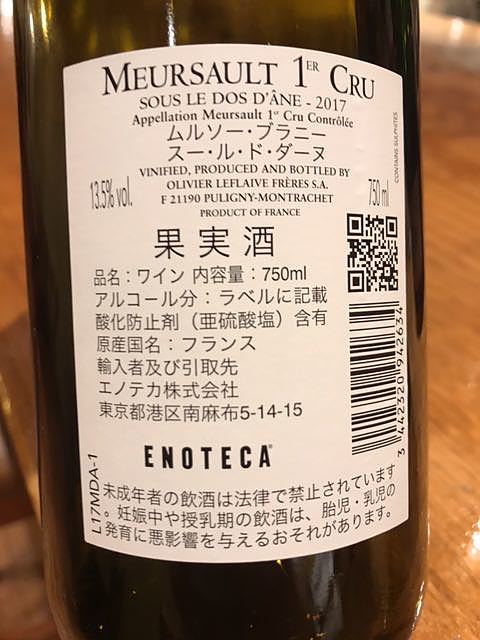 MEURSAULT 1ER CRU
SOUS LE DOS D'ÂNE - 2017
Appellation Meursault 1er Cru Contrôlée
ムルソー・ブラニー
スー・ル・ド・ダーヌ
VINIFIED, PRODUCED AND BOTTLED BY
OLIVIER LEFLAIVE FRÈRES S.A.
F 21190 PULIGNY-MONTRACHET
PRODUCT OF FRANCE
13.5% vol.
750 ml
CONTAINS SULPHITES
果実酒
品名：ワイン 内容量：750ml
アルコール分：ラベルに記載
酸化防止剤（亜硫酸塩）含有
原産国名：フランス
輸入者及び引取先
エノテカ株式会社
東京都港区南麻布5-14-15
3 442320 942634
ENOTECA
L17MDA-1
未成年者の飲酒は法律で禁止されています
。妊娠中や授乳期の飲酒は、胎児・乳児の
発育に悪影響を与えるおそれがあります。